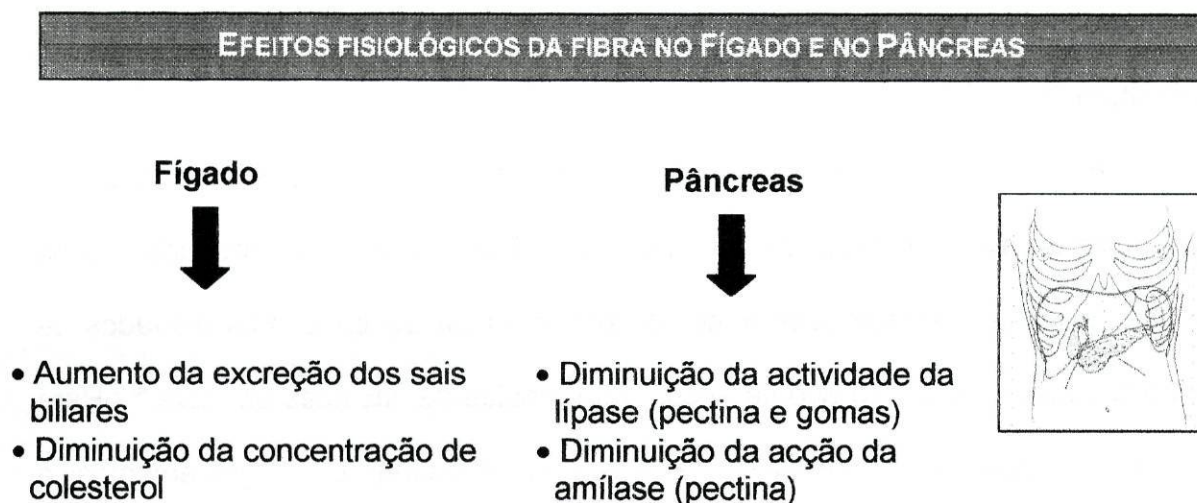 EFEITOS FISIOLÓGICOS DA FIBRA NO FÍGADO E NO PÂNCREAS
Fígado
• Aumento da excreção dos sais
biliares
• Diminuição da concentração de
colesterol
Pâncreas
• Diminuição da actividade da
lípase (pectina e gomas)
• Diminuição da acção da
amílase (pectina)